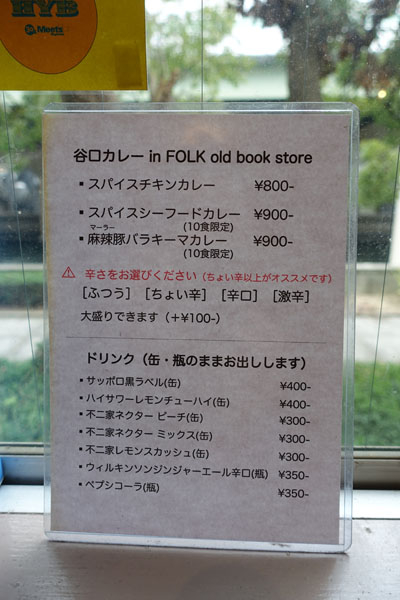 HYB
Meets
谷口カレー in FOLK old book store
・スパイスチキンカレー ¥800-
・スパイスシーフードカレー ¥900-
(10食限定)
マーラー
・麻辣豚バラキーマカレー ¥900-
(10食限定)
⚠ 辛さをお選びください（ちょい辛以上がオススメです）
［ふつう］［ちょい辛］［辛口］［激辛］
大盛りできます（＋¥100-）
ドリンク（缶・瓶のままお出しします）
・サッポロ黒ラベル(缶) ¥400-
・ハイサワーレモンチューハイ(缶) ¥400-
・不二家ネクター ピーチ(缶) ¥300-
・不二家ネクター ミックス(缶) ¥300-
・不二家レモンスカッシュ(缶) ¥300-
・ウィルキンソンジンジャーエール辛口(瓶) ¥350-
・ペプシコーラ(瓶) ¥350-